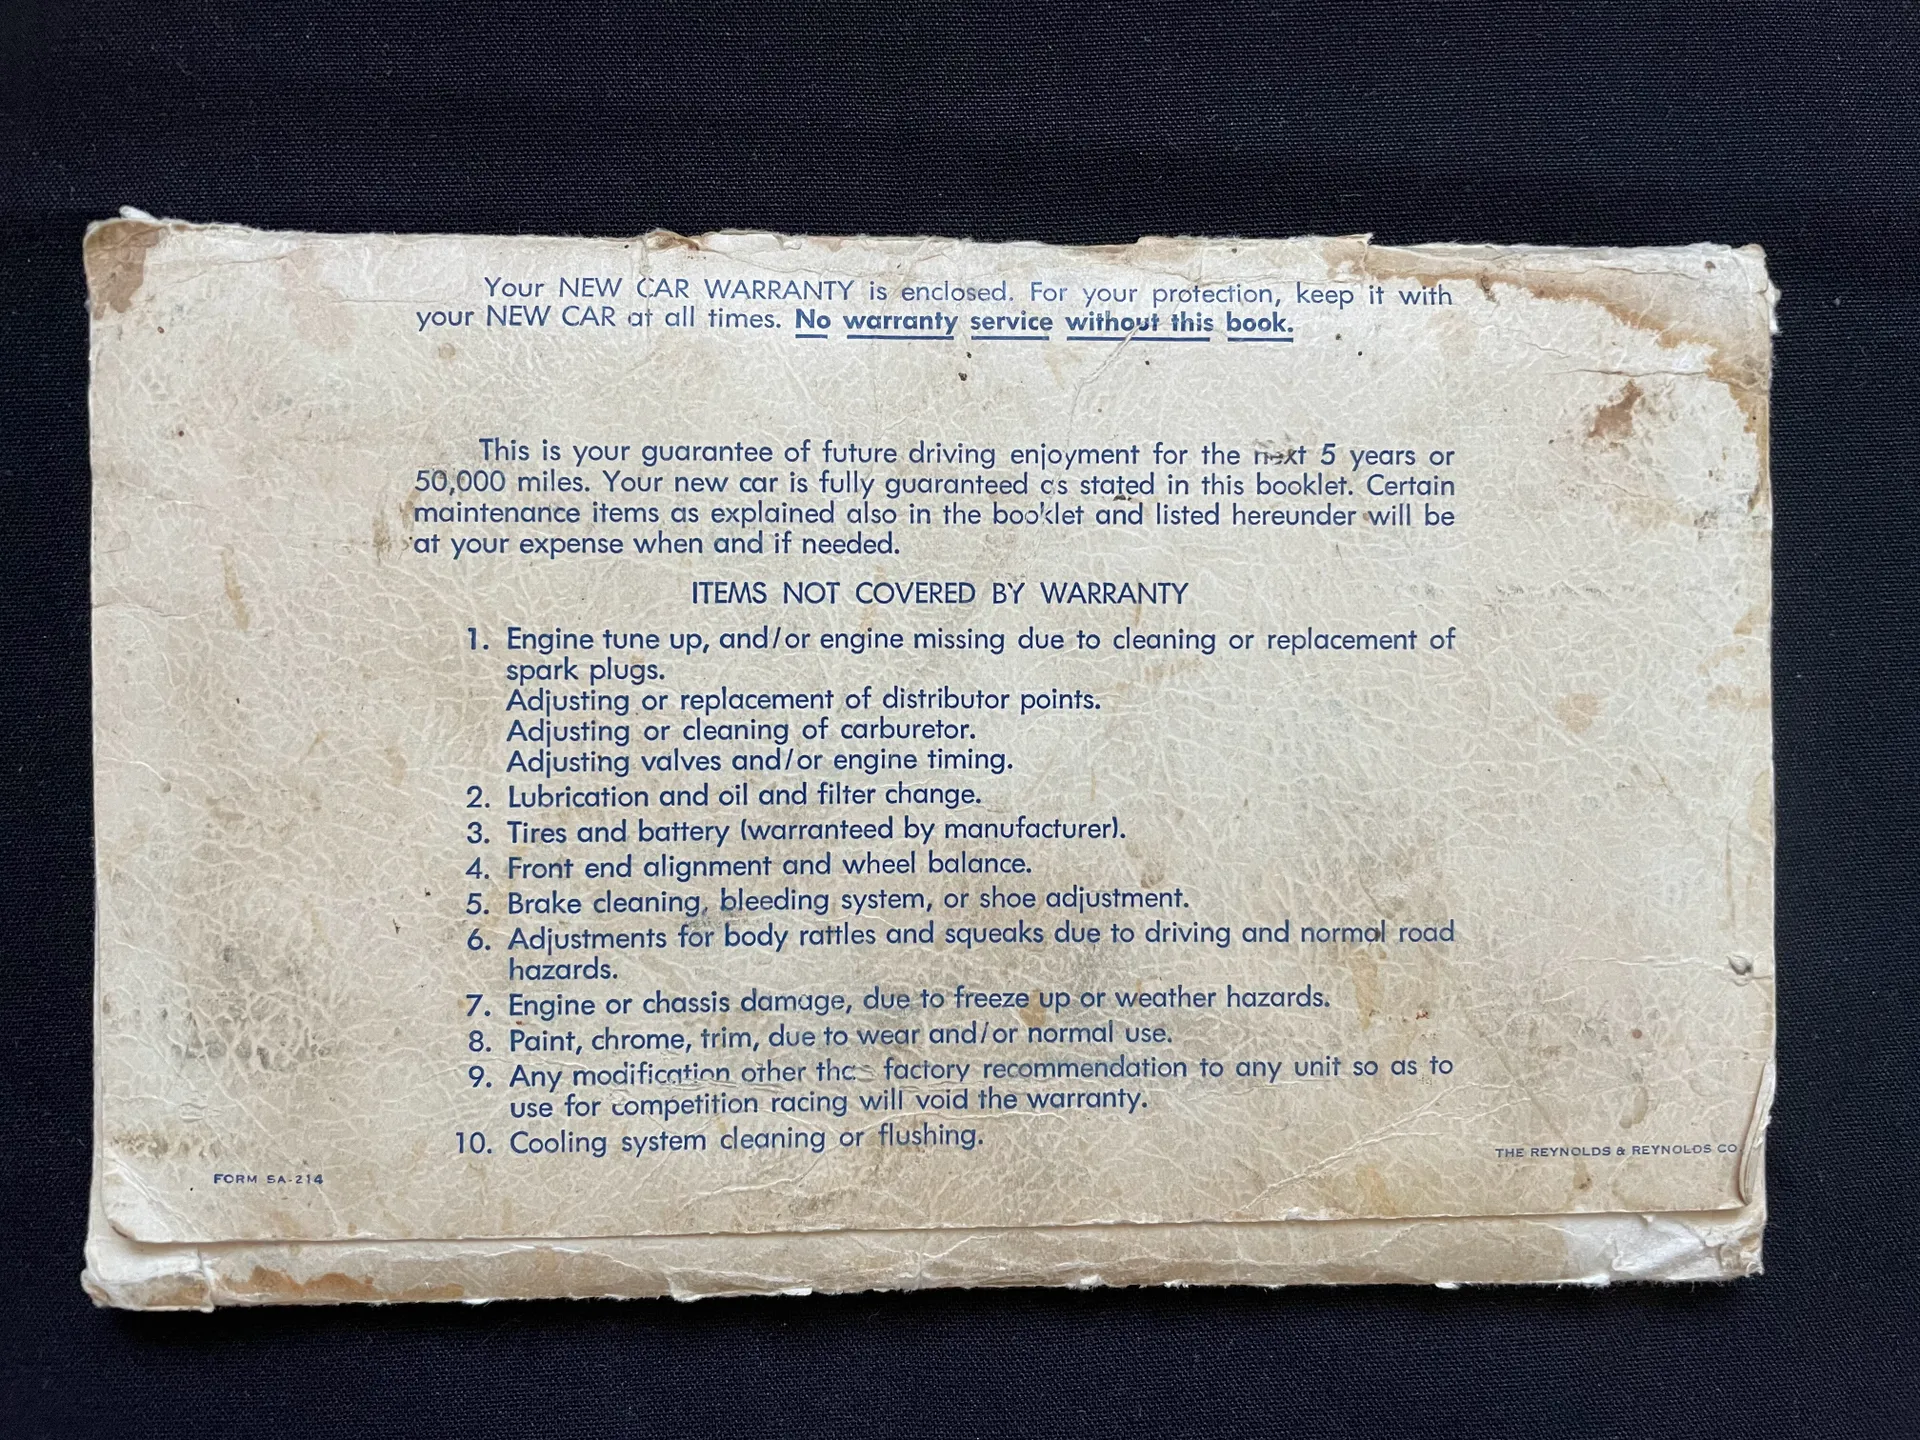 Your NEW CAR WARRANTY is enclosed. For your protection, keep it with
your NEW CAR at all times. No warranty service without this book.
This is your guarantee of future driving enjoyment for the next 5 years or
50,000 miles. Your new car is fully guaranteed as stated in this booklet. Certain
maintenance items as explained also in the booklet and listed hereunder will be
at your expense when and if needed.
ITEMS NOT COVERED BY WARRANTY
1. Engine tune up, and/or engine missing due to cleaning or replacement of
spark plugs.
Adjusting or replacement of distributor points.
Adjusting or cleaning of carburetor.
Adjusting valves and/or engine timing.
2. Lubrication and oil and filter change.
3. Tires and battery (warranteed by manufacturer).
4. Front end alignment and wheel balance.
5. Brake cleaning, bleeding system, or shoe adjustment.
6. Adjustments for body rattles and squeaks due to driving and normal road
hazards.
7. Engine or chassis damage, due to freeze up or weather hazards.
8. Paint, chrome, trim, due to wear and/or normal use.
9. Any modification other than factory recommendation to any unit so as to
use for competition racing will void the warranty.
10. Cooling system cleaning or flushing.
THE REYNOLDS & REYNOLDS CO
FORM SA-214